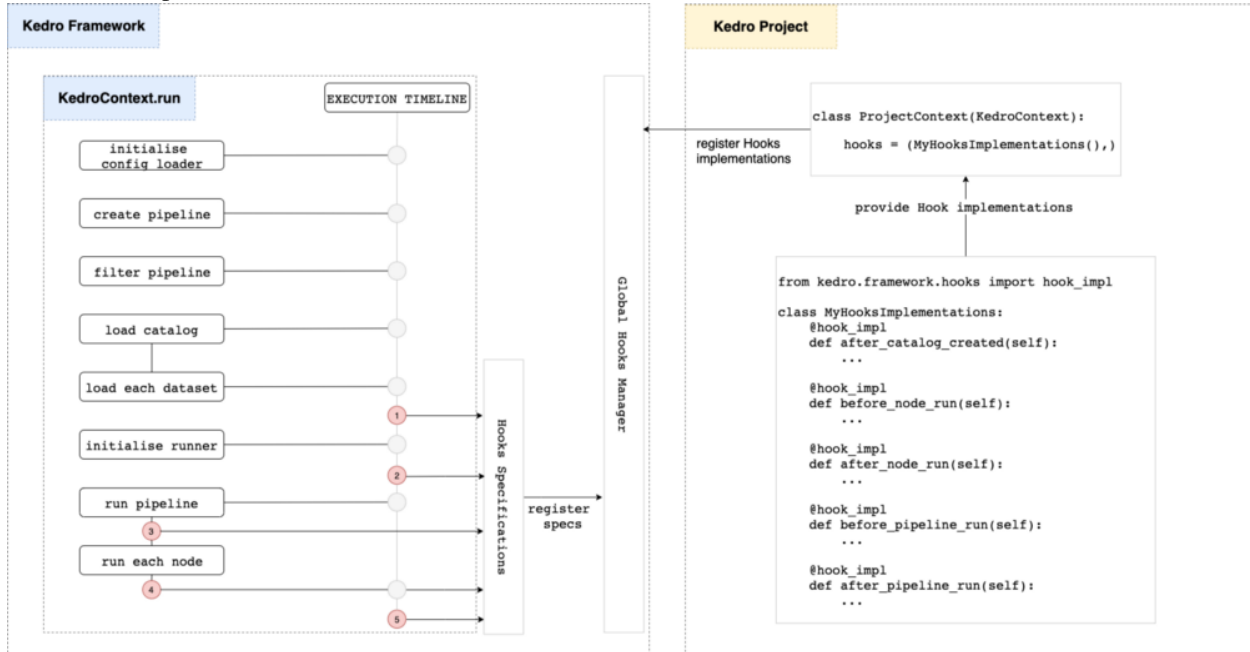 Kedro Framework
KedroContext.run
EXECUTION TIMELINE
initialise
config loader
create pipeline
filter pipeline
load catalog
load each dataset
1
initialise runner
2
run pipeline
3
run each node
4
5
Hooks Specifications
register
specs
Global Hooks Manager
Kedro Project
register Hooks
implementations
class ProjectContext(KedroContext):
hooks = (MyHooksImplementations(),)
provide Hook implementations
from kedro.framework.hooks import hook_impl
class MyHooksImplementations:
@hook_impl
def after_catalog_created(self):
...
@hook_impl
def before_node_run(self):
...
@hook_impl
def after_node_run(self):
...
@hook_impl
def before_pipeline_run(self):
...
@hook_impl
def after_pipeline_run(self):
...